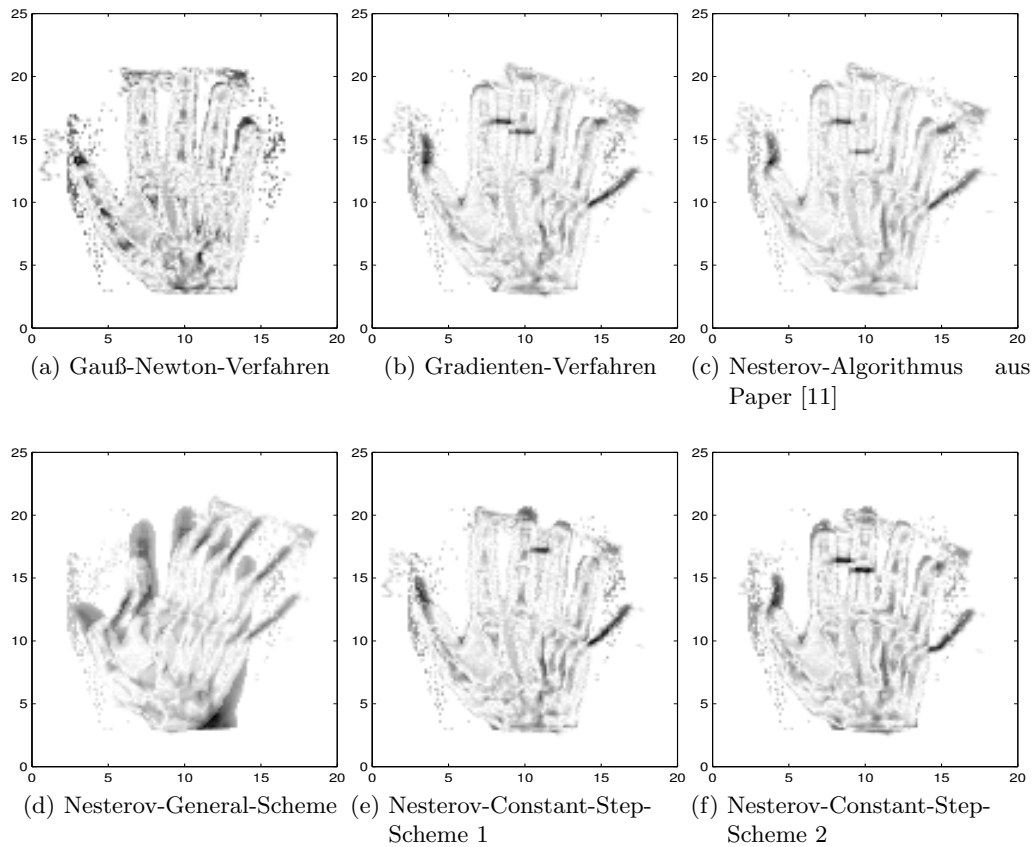 25
20
15
10
5
0
0 5 10 15 20
25
20
15
10
5
0
0 5 10 15 20
25
20
15
10
5
0
0 5 10 15 20
(a) Gauß-Newton-Verfahren
(b) Gradienten-Verfahren
(c) Nesterov-Algorithmus aus
Paper [11]
25
20
15
10
5
0
0 5 10 15 20
25
20
15
10
5
0
0 5 10 15 20
25
20
15
10
5
0
0 5 10 15 20
(d) Nesterov-General-Scheme
(e) Nesterov-Constant-Step-
Scheme 1
(f) Nesterov-Constant-Step-
Scheme 2